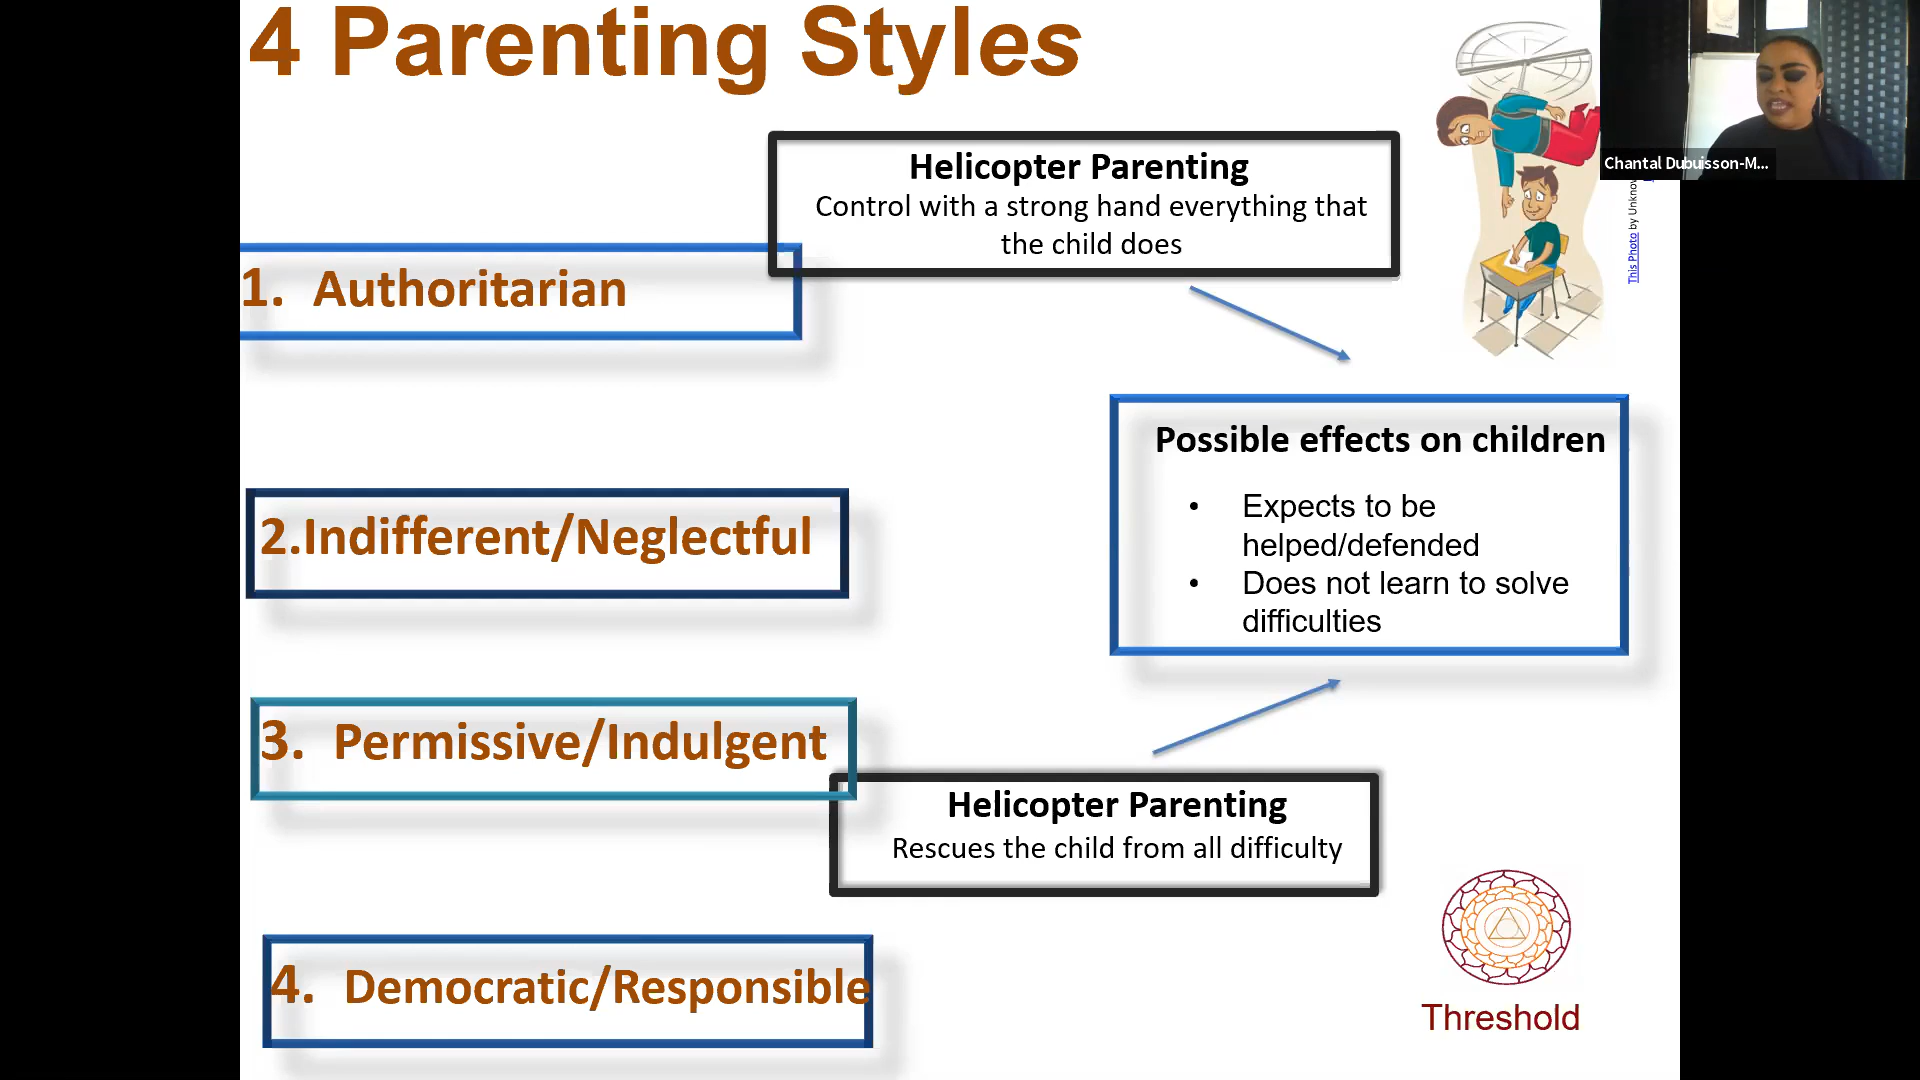 4 Parenting Styles
Chantal Dubuisson-M...
Helicopter Parenting
Control with a strong hand everything that
the child does
This Photo by Unknow
1. Authoritarian
Possible effects on children
• Expects to be
helped/defended
• Does not learn to solve
difficulties
2.Indifferent/Neglectful
3. Permissive/Indulgent
Helicopter Parenting
Rescues the child from all difficulty
4. Democratic/Responsible
Threshold